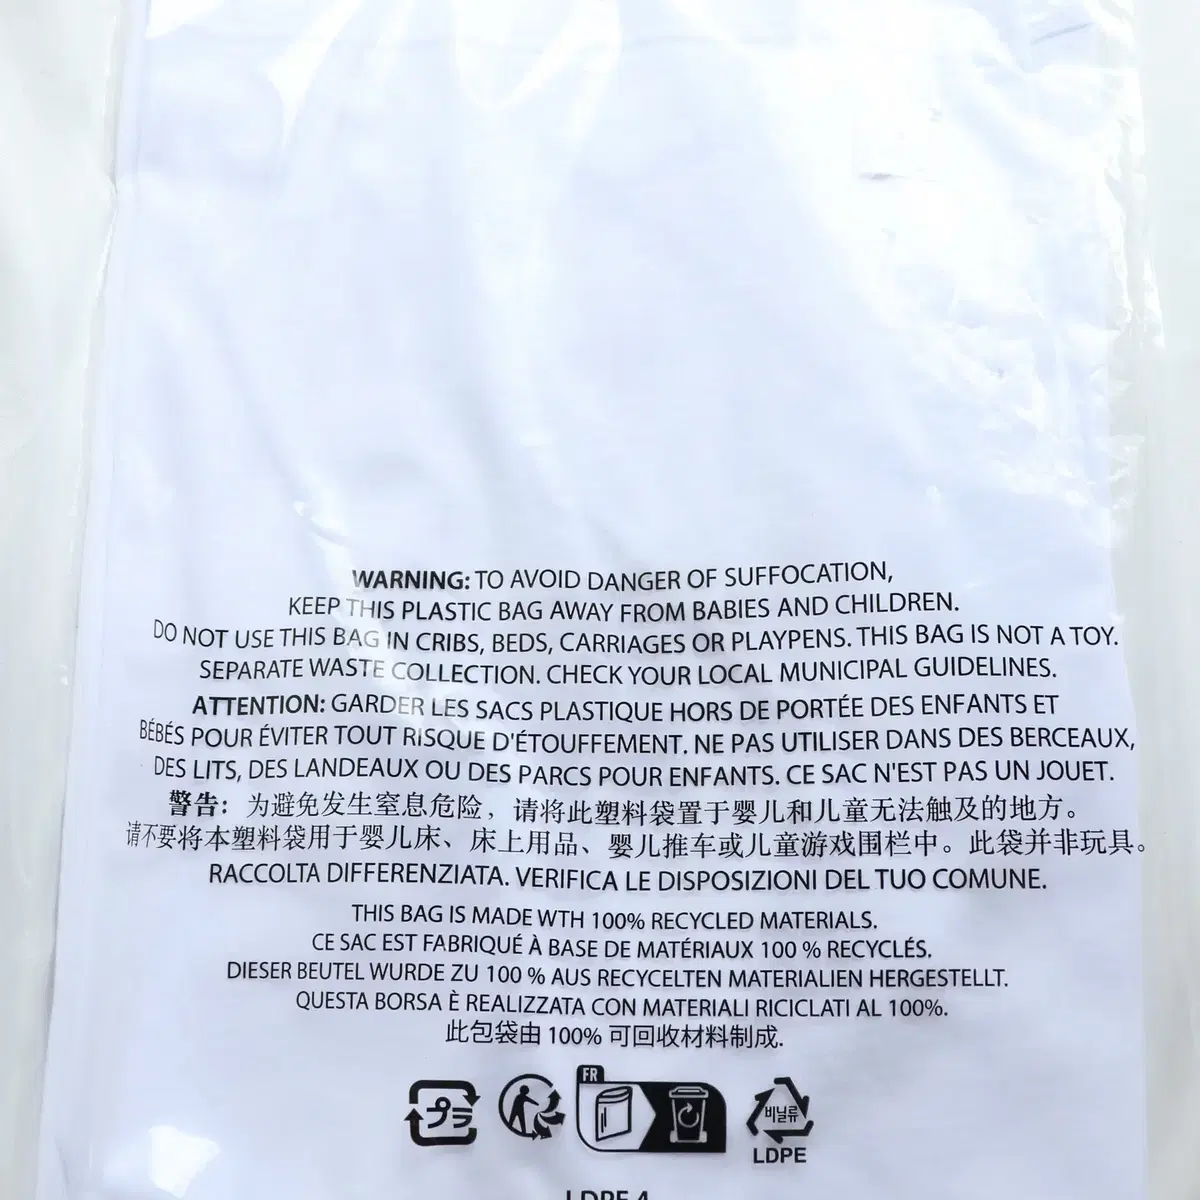 WARNING: TO AVOID DANGER OF SUFFOCATION,
KEEP THIS PLASTIC BAG AWAY FROM BABIES AND CHILDREN.
DO NOT USE THIS BAG IN CRIBS, BEDS, CARRIAGES OR PLAYPENS. THIS BAG IS NOT A TOY.
SEPARATE WASTE COLLECTION. CHECK YOUR LOCAL MUNICIPAL GUIDELINES.
ATTENTION: GARDER LES SACS PLASTIQUE HORS DE PORTÉE DES ENFANTS ET
BÉBÉS POUR ÉVITER TOUT RISQUE D'ÉTOUFFEMENT. NE PAS UTILISER DANS DES BERCEAUX,
DES LITS, DES LANDEAUX OU DES PARCS POUR ENFANTS. CE SAC N'EST PAS UN JOUET.
警告：为避免发生窒息危险，请将此塑料袋置于婴儿和儿童无法触及的地方。
请不要将本塑料袋用于婴儿床、床上用品、婴儿推车或儿童游戏围栏中。此袋并非玩具。
RACCOLTA DIFFERENZIATA. VERIFICA LE DISPOSIZIONI DEL TUO COMUNE.
THIS BAG IS MADE WTH 100% RECYCLED MATERIALS.
CE SAC EST FABRIQUÉ À BASE DE MATÉRIAUX 100 % RECYCLÉS.
DIESER BEUTEL WURDE ZU 100 % AUS RECYCELTEN MATERIALIEN HERGESTELLT.
QUESTA BORSA È REALIZZATA CON MATERIALI RICICLATI AL 100%.
此包袋由 100% 可回收材料制成.
プラ
FR
비닐류
LDPE
LDPE 4